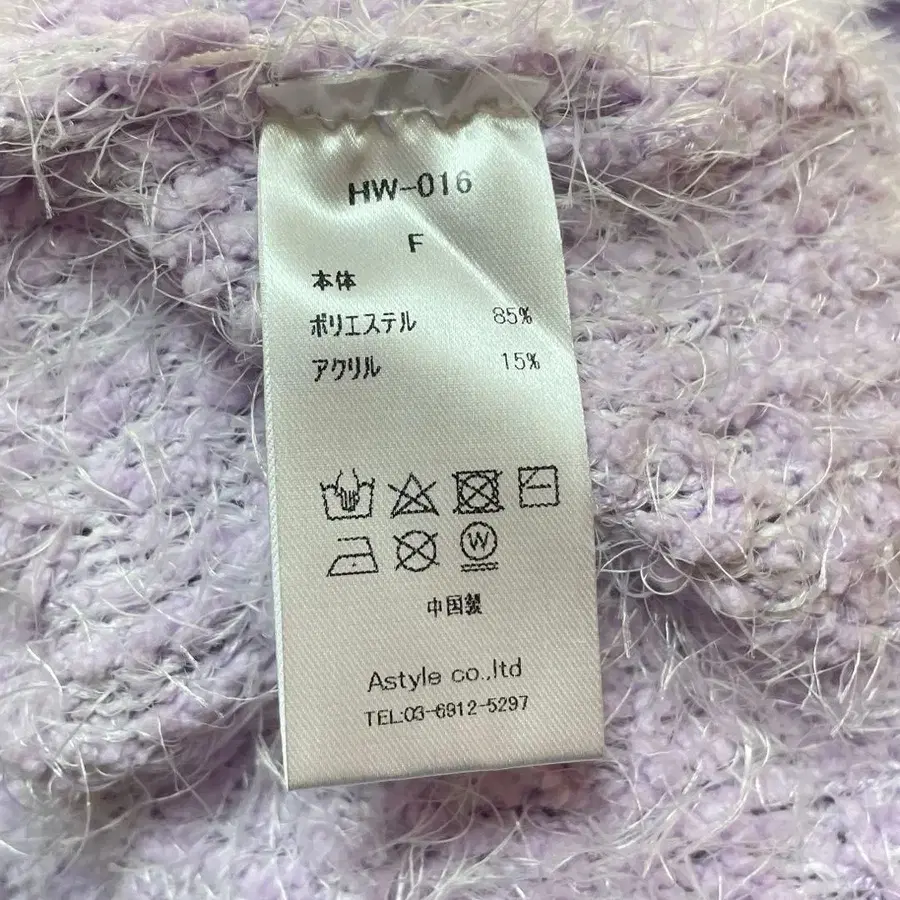 HW-016
F
本体
ポリエステル 85%
アクリル 15%
W
中国製
Astyle co.,ltd
TEL:03-6912-5297